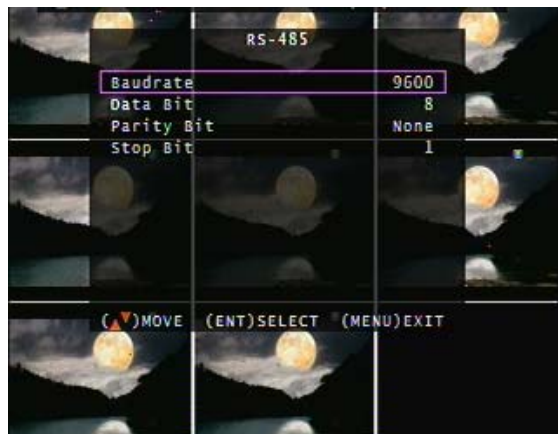 RS-485
Baudrate 9600
Data Bit 8
Parity Bit None
Stop Bit 1
(▲▼)MOVE (ENT)SELECT (MENU)EXIT